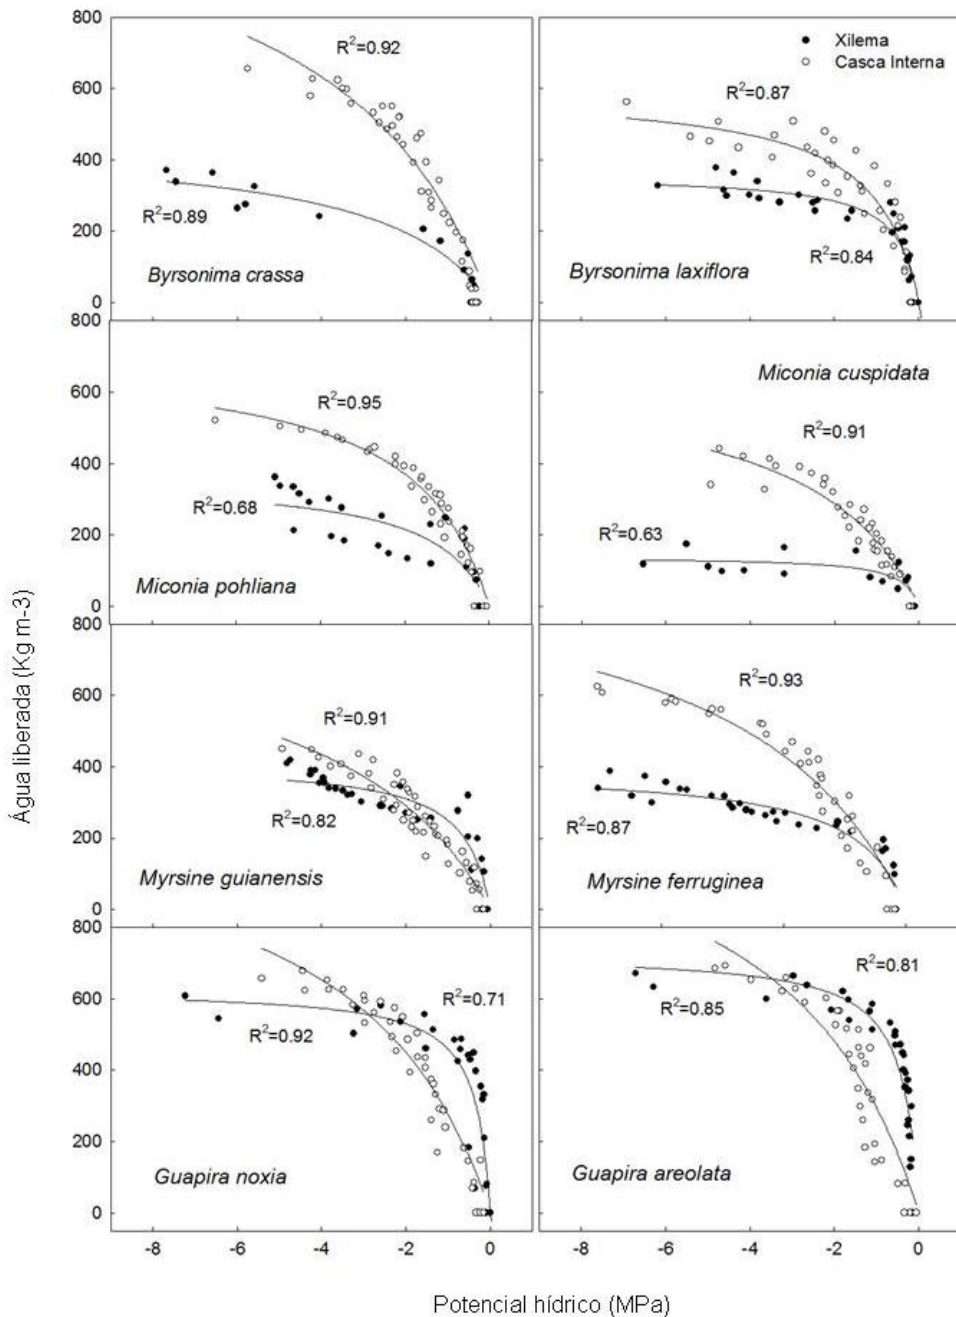 800
600
400
200
0
R²=0.92
R²=0.89
Byrsonima crassa
Xilema
Casca Interna
R²=0.87
R²=0.84
Byrsonima laxiflora
800
600
400
200
0
R²=0.95
R²=0.68
Miconia pohliana
Miconia cuspidata
R²=0.91
R²=0.63
800
600
400
200
0
R²=0.91
R²=0.82
Myrsine guianensis
R²=0.93
R²=0.87
Myrsine ferruginea
800
600
400
200
0
R²=0.71
R²=0.92
Guapira noxia
R²=0.81
R²=0.85
Guapira areolata
-8 -6 -4 -2 0
-8 -6 -4 -2 0
Água liberada (Kg m-3)
Potencial hídrico (MPa)